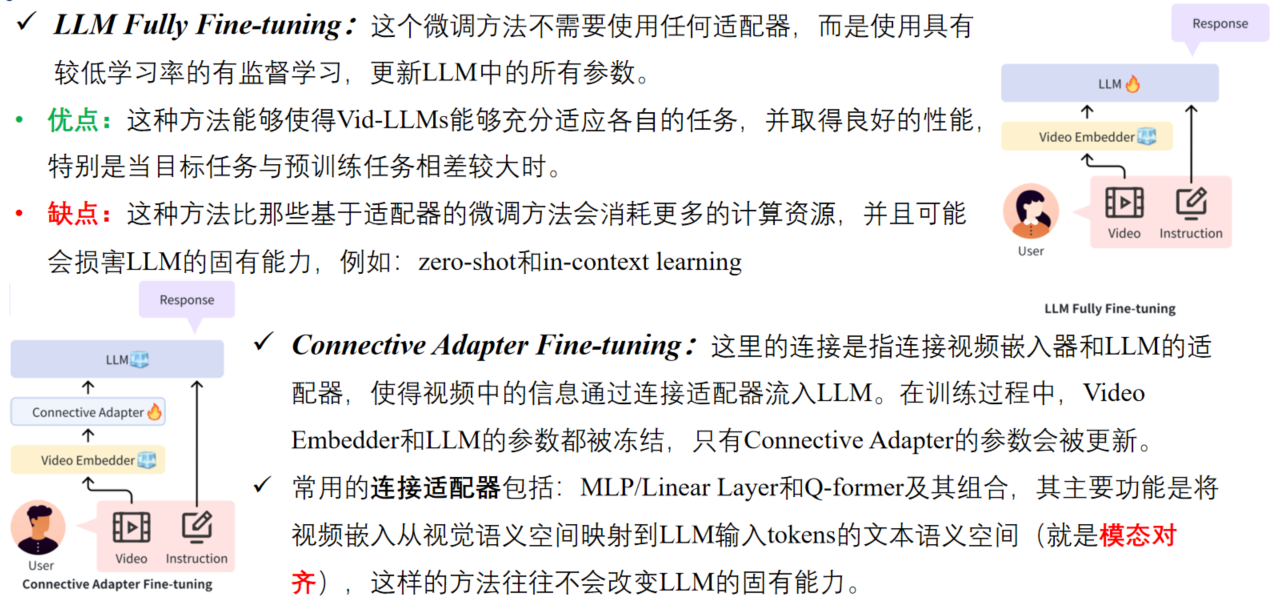 ✓ LLM Fully Fine-tuning：这个微调方法不需要使用任何适配器，而是使用具有
较低学习率的有监督学习，更新LLM中的所有参数。
• 优点：这种方法能够使得Vid-LLMs能够充分适应各自的任务，并取得良好的性能，
特别是当目标任务与预训练任务相差较大时。
• 缺点：这种方法比那些基于适配器的微调方法会消耗更多的计算资源，并且可能
会损害LLM的固有能力，例如：zero-shot和in-context learning
Response
LLM
Video Embedder
Video
Instruction
User
LLM Fully Fine-tuning
Response
LLM
Connective Adapter
Video Embedder
Video
Instruction
User
Connective Adapter Fine-tuning
✓ Connective Adapter Fine-tuning：这里的连接是指连接视频嵌入器和LLM的适
配器，使得视频中的信息通过连接适配器流入LLM。在训练过程中，Video
Embedder和LLM的参数都被冻结，只有Connective Adapter的参数会被更新。
✓ 常用的连接适配器包括：MLP/Linear Layer和Q-former及其组合，其主要功能是将
视频嵌入从视觉语义空间映射到LLM输入tokens的文本语义空间（就是模态对
齐），这样的方法往往不会改变LLM的固有能力。